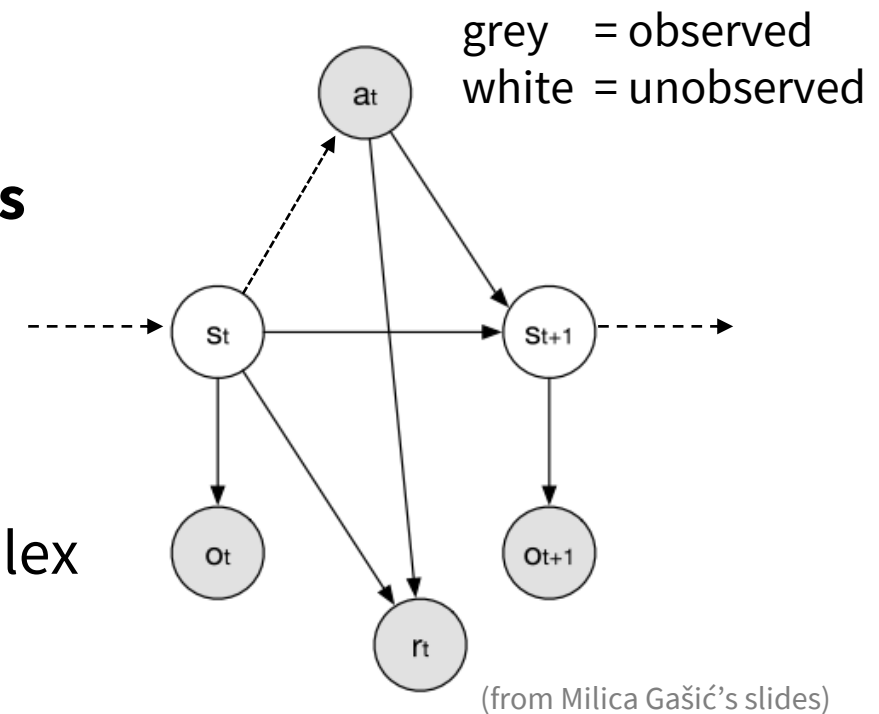 grey = observed
white = unobserved
at
s
st
st+1
lex
ot
ot+1
rt
(from Milica Gašić’s slides)